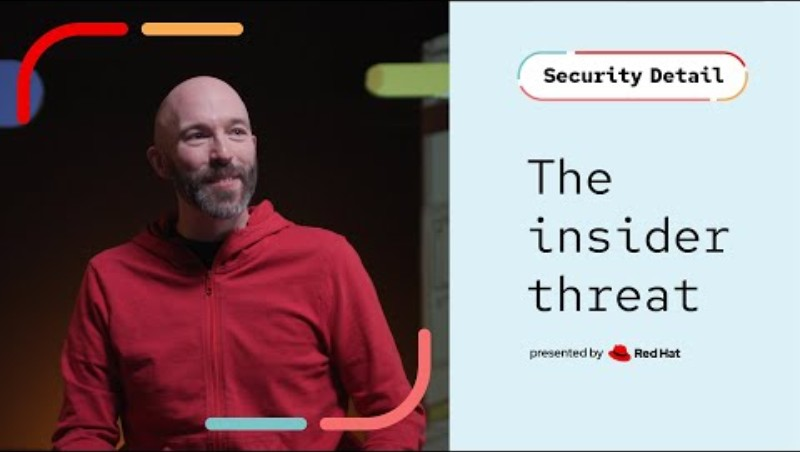 Security Detail
The
insider
threat
presented by Red Hat